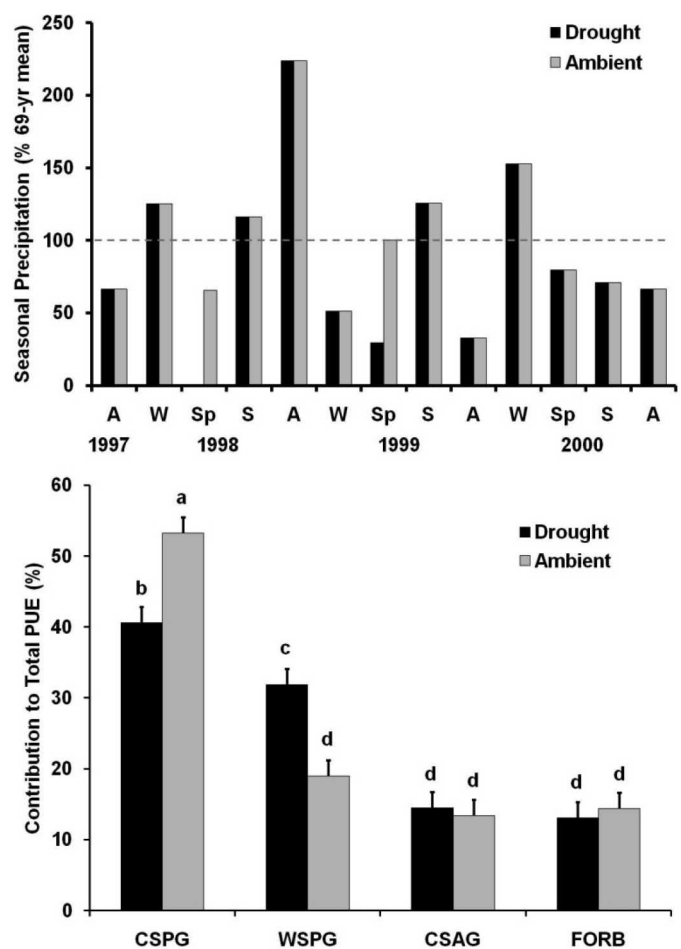 Seasonal Precipitation (% 69-yr mean)
250
200
150
100
50
0
Drought
Ambient
A W Sp S A W Sp S A W Sp S A
1997 1998 1999 2000
Contribution to Total PUE (%)
60
50
40
30
20
10
0
Drought
Ambient
a
b
c
d
d d
d d
CSPG WSPG CSAG FORB